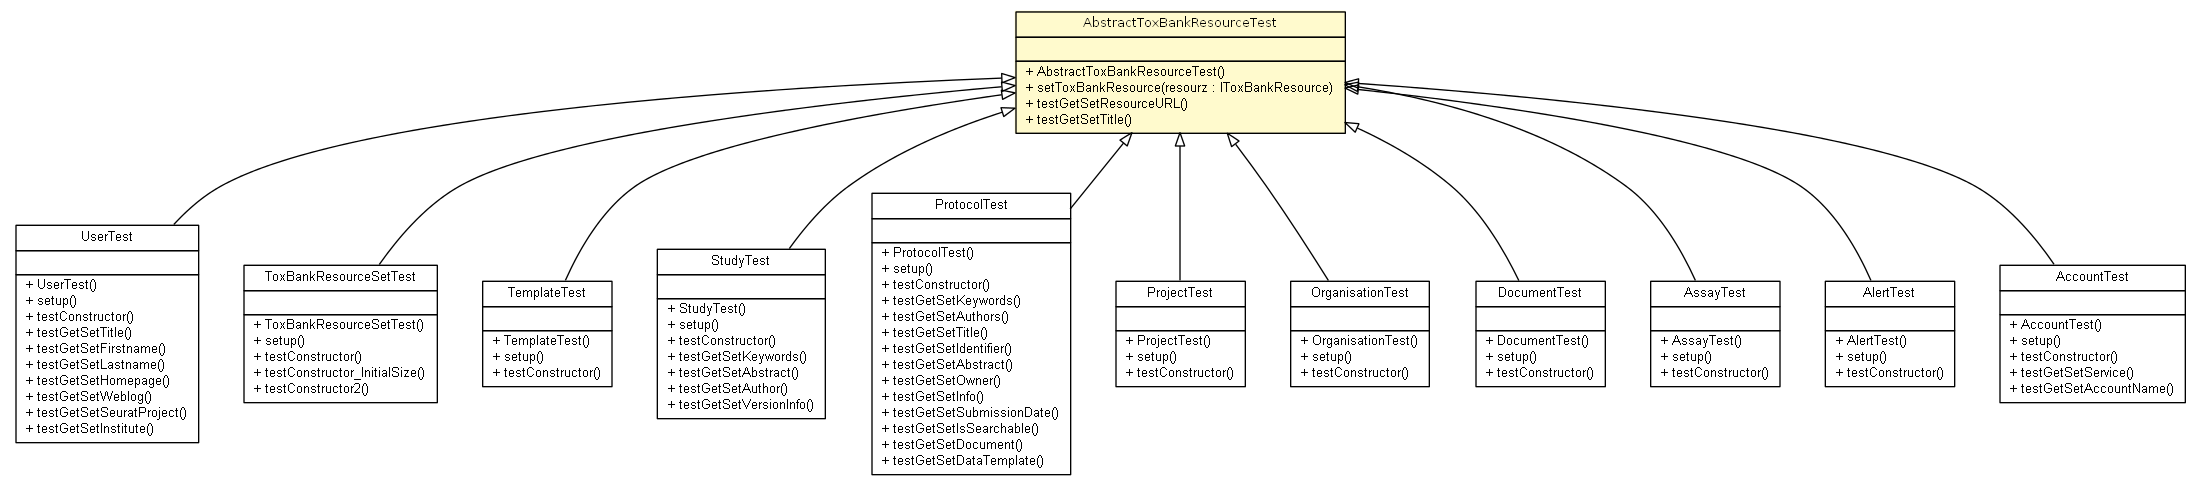 AbstractToxBankResourceTest
+ AbstractToxBankResourceTest()
+ setToxBankResource(resourz : IToxBankResource)
+ testGetSetResourceURL()
+ testGetSetTitle()
UserTest
+ UserTest()
+ setup()
+ testConstructor()
+ testGetSetTitle()
+ testGetSetFirstname()
+ testGetSetLastname()
+ testGetSetHomepage()
+ testGetSetWeblog()
+ testGetSetSeuratProject()
+ testGetSetInstitute()
ToxBankResourceSetTest
+ ToxBankResourceSetTest()
+ setup()
+ testConstructor()
+ testConstructor_InitialSize()
+ testConstructor2()
TemplateTest
+ TemplateTest()
+ setup()
+ testConstructor()
StudyTest
+ StudyTest()
+ setup()
+ testConstructor()
+ testGetSetKeywords()
+ testGetSetAbstract()
+ testGetSetAuthor()
+ testGetSetVersionInfo()
ProtocolTest
+ ProtocolTest()
+ setup()
+ testConstructor()
+ testGetSetKeywords()
+ testGetSetAuthors()
+ testGetSetTitle()
+ testGetSetIdentifier()
+ testGetSetAbstract()
+ testGetSetOwner()
+ testGetSetInfo()
+ testGetSetSubmissionDate()
+ testGetSetIsSearchable()
+ testGetSetDocument()
+ testGetSetDataTemplate()
ProjectTest
+ ProjectTest()
+ setup()
+ testConstructor()
OrganisationTest
+ OrganisationTest()
+ setup()
+ testConstructor()
DocumentTest
+ DocumentTest()
+ setup()
+ testConstructor()
AssayTest
+ AssayTest()
+ setup()
+ testConstructor()
AlertTest
+ AlertTest()
+ setup()
+ testConstructor()
AccountTest
+ AccountTest()
+ setup()
+ testConstructor()
+ testGetSetService()
+ testGetSetAccountName()